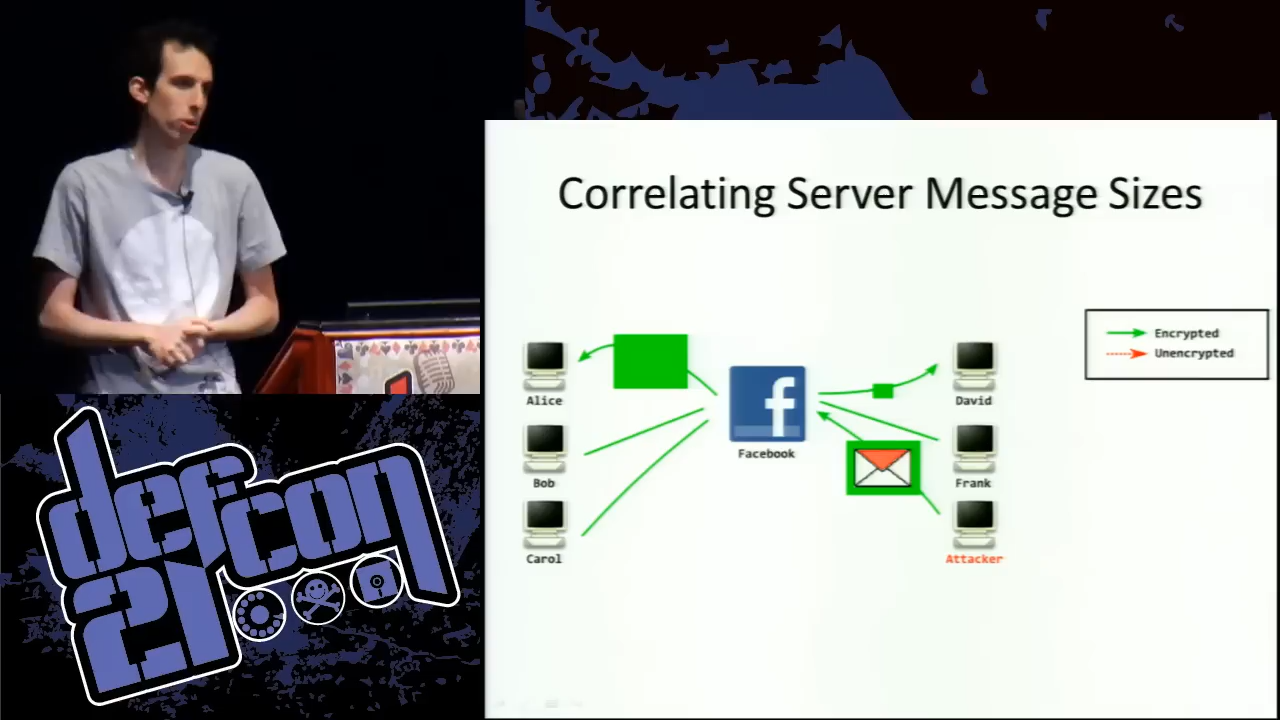 Correlating Server Message Sizes
Encrypted
Unencrypted
Alice
Bob
Carol
f
Facebook
David
Frank
Attacker
defcon
21